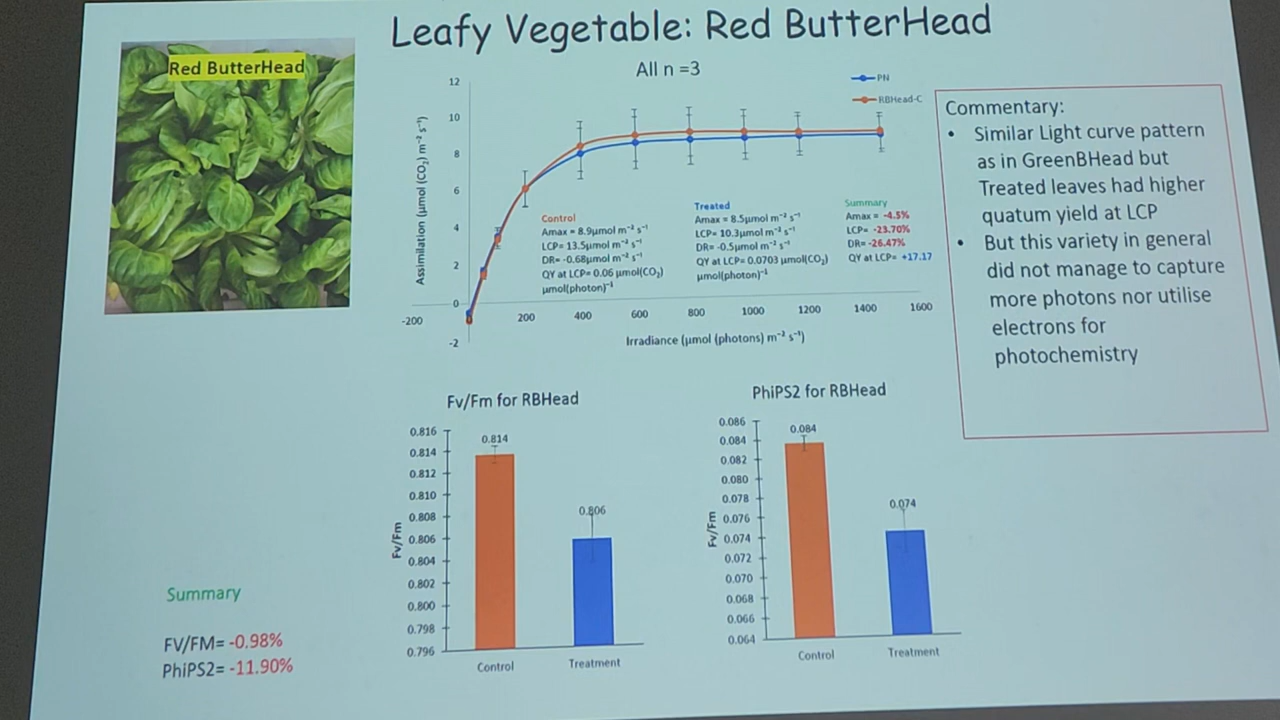 Leafy Vegetable: Red ButterHead
Red ButterHead
All n =3
PN
RBHead-C
Assimilation (µmol (CO₂) m⁻² s⁻¹)
12
10
8
6
4
2
0
-2
-200
200
400
600
800
1000
1200
1400
1600
Irradiance (µmol (photons) m⁻² s⁻¹)
Control
Amax = 8.9µmol m⁻² s⁻¹
LCP= 13.5µmol m⁻² s⁻¹
DR= -0.68µmol m⁻² s⁻¹
QY at LCP= 0.06 µmol(CO₂)
µmol(photon)⁻¹
Treated
Amax = 8.5µmol m⁻² s⁻¹
LCP= 10.3µmol m⁻² s⁻¹
DR= -0.5µmol m⁻² s⁻¹
QY at LCP= 0.0703 µmol(CO₂)
µmol(photon)⁻¹
Summary
Amax = -4.5%
LCP= -23.70%
DR= -26.47%
QY at LCP= +17.17
Commentary:
• Similar Light curve pattern
as in GreenBHead but
Treated leaves had higher
quatum yield at LCP
• But this variety in general
did not manage to capture
more photons nor utilise
electrons for
photochemistry
Fv/Fm for RBHead
Fv/Fm
0.816
0.814
0.812
0.810
0.808
0.806
0.804
0.802
0.800
0.798
0.796
0.814
0.806
Control
Treatment
PhiPS2 for RBHead
Fv/Fm
0.086
0.084
0.082
0.080
0.078
0.076
0.074
0.072
0.070
0.068
0.066
0.064
0.084
0.074
Control
Treatment
Summary
FV/FM= -0.98%
PhiPS2= -11.90%